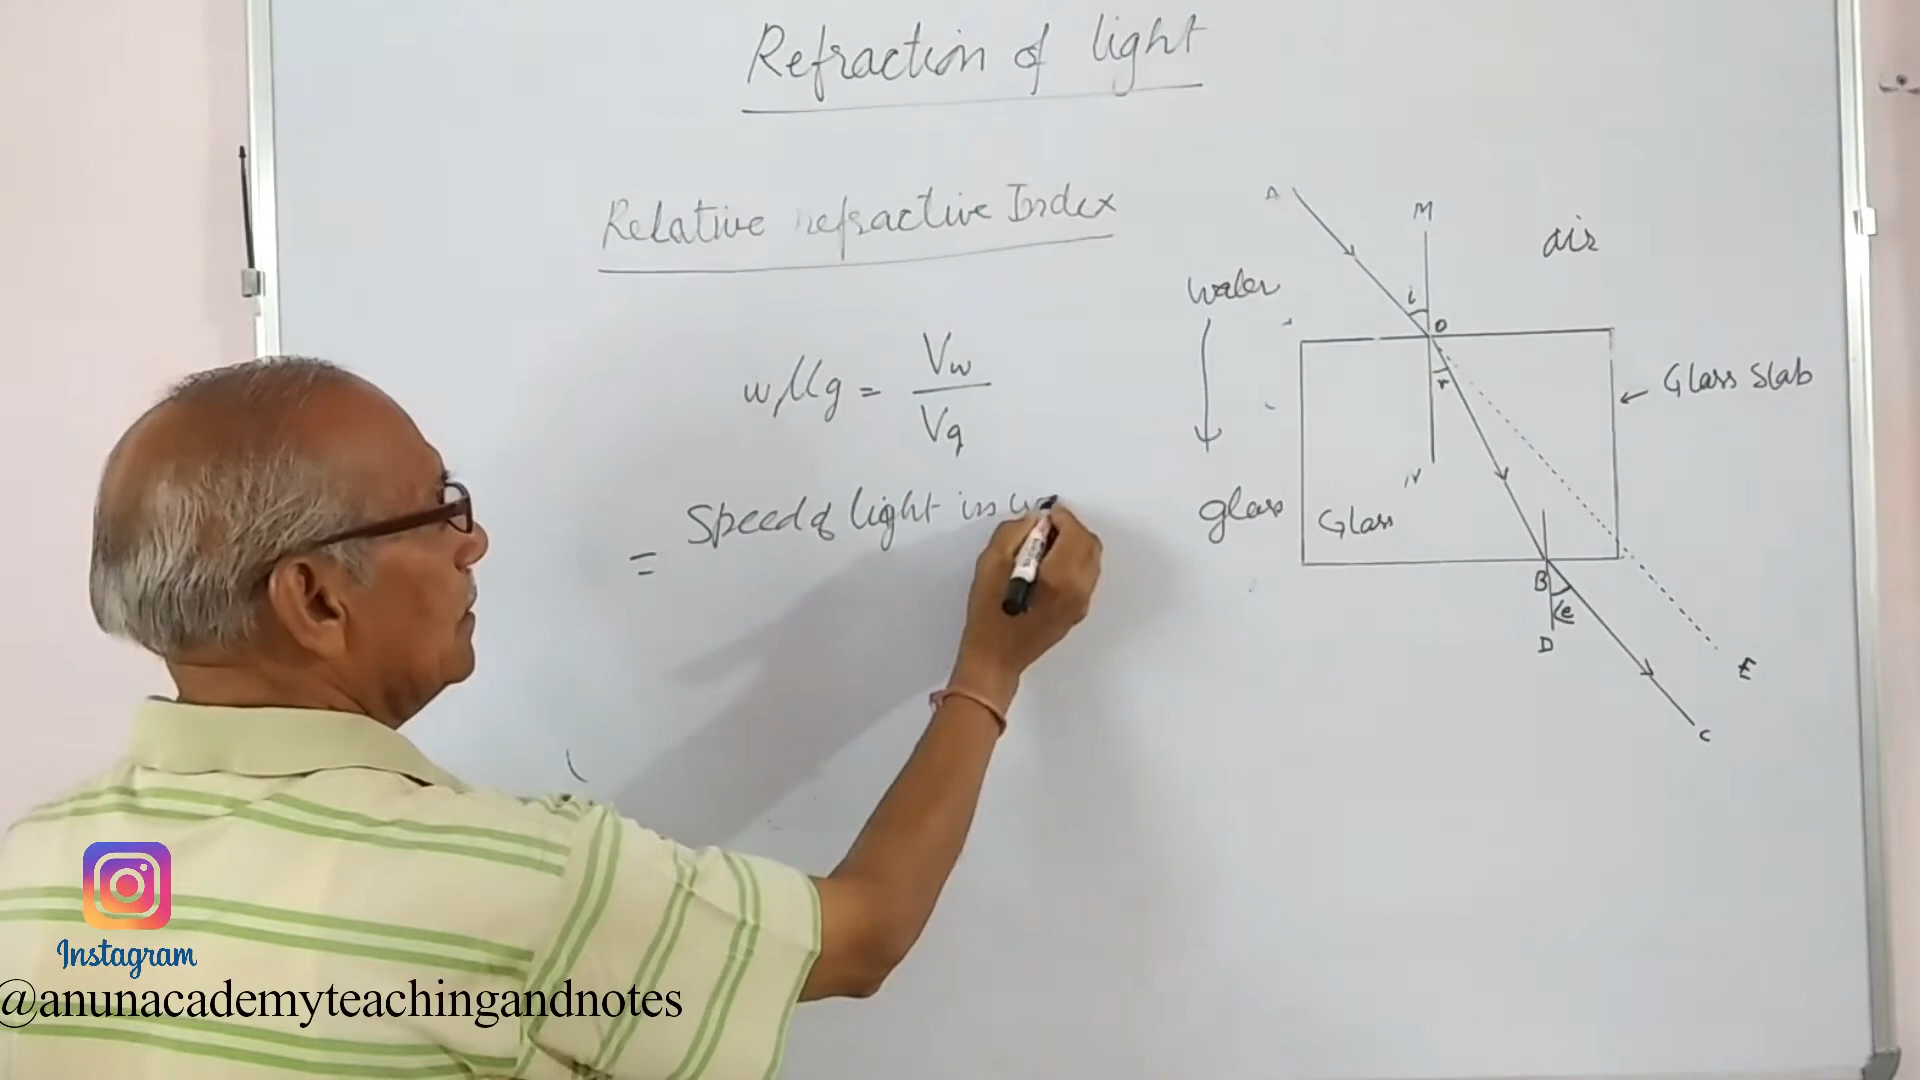 Refraction of light
Relative refractive Index
wμg = Vw
Vg
= Speed of light in
water
glass
A
M
air
i
O
r
N
Glass
Glass Slab
B
e
D
E
C
Instagram
@anunacademyteachingandnotes